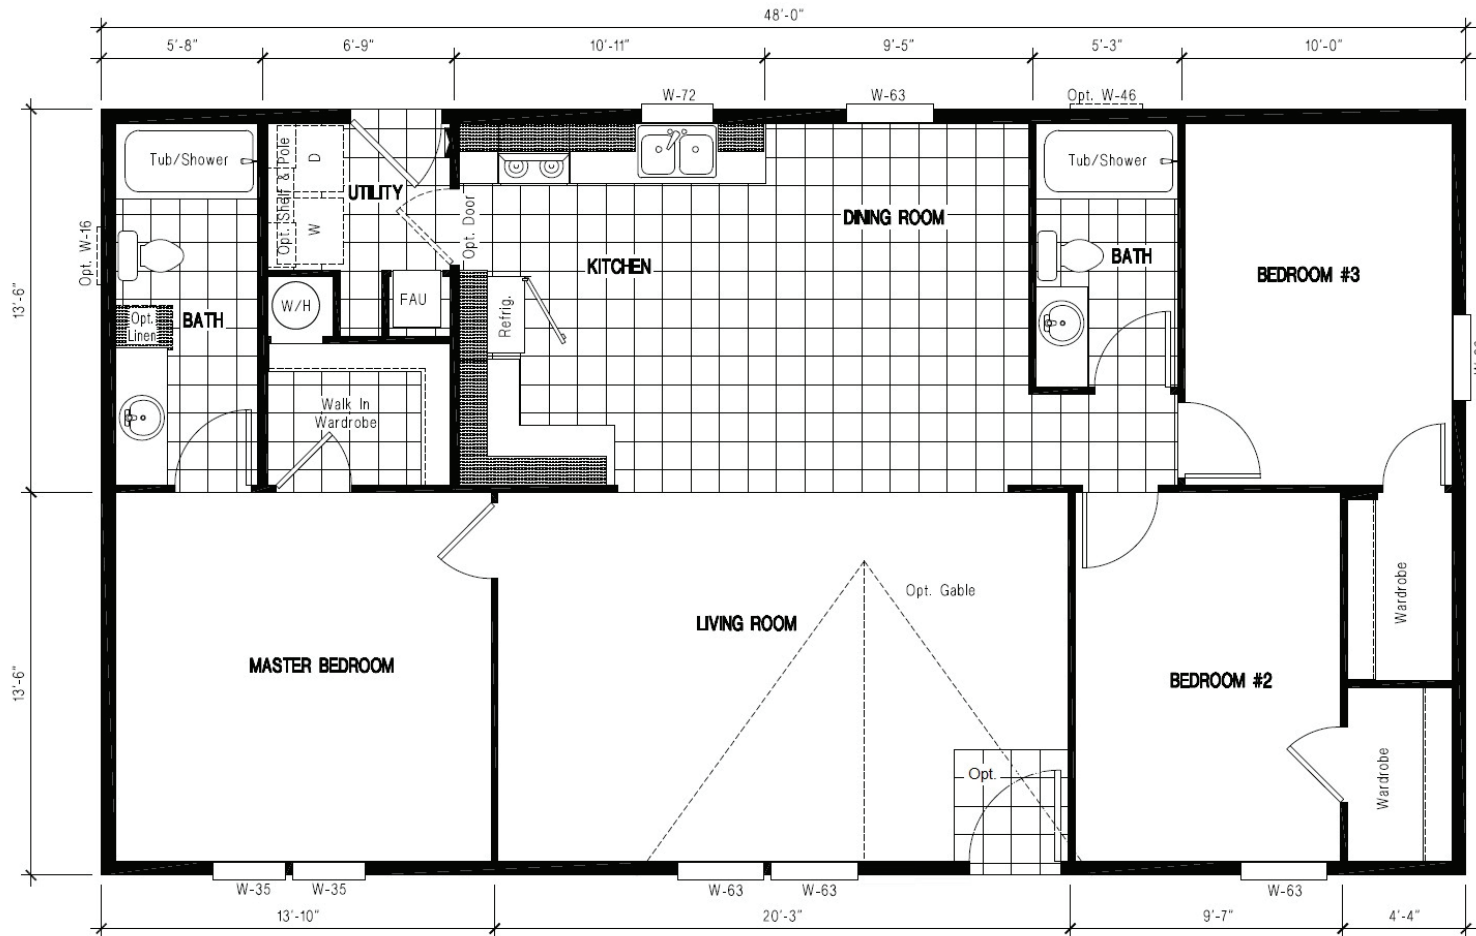 48'-0"
5'-8"
6'-9"
10'-11"
9'-5"
5'-3"
10'-0"
W-72
W-63
Opt. W-46
Tub/Shower
Opt. Shelf & Pole
D
W
UTILITY
Opt. Door
Tub/Shower
DINING ROOM
Opt. W-16
KITCHEN
BATH
BEDROOM #3
13'-6"
W/H
FAU
Refrig.
Opt.
Linen
BATH
Walk In
Wardrobe
Opt. Gable
Wardrobe
LIVING ROOM
MASTER BEDROOM
BEDROOM #2
13'-6"
Opt.
Wardrobe
W-35
W-35
W-63
W-63
W-63
13'-10"
20'-3"
9'-7"
4'-4"